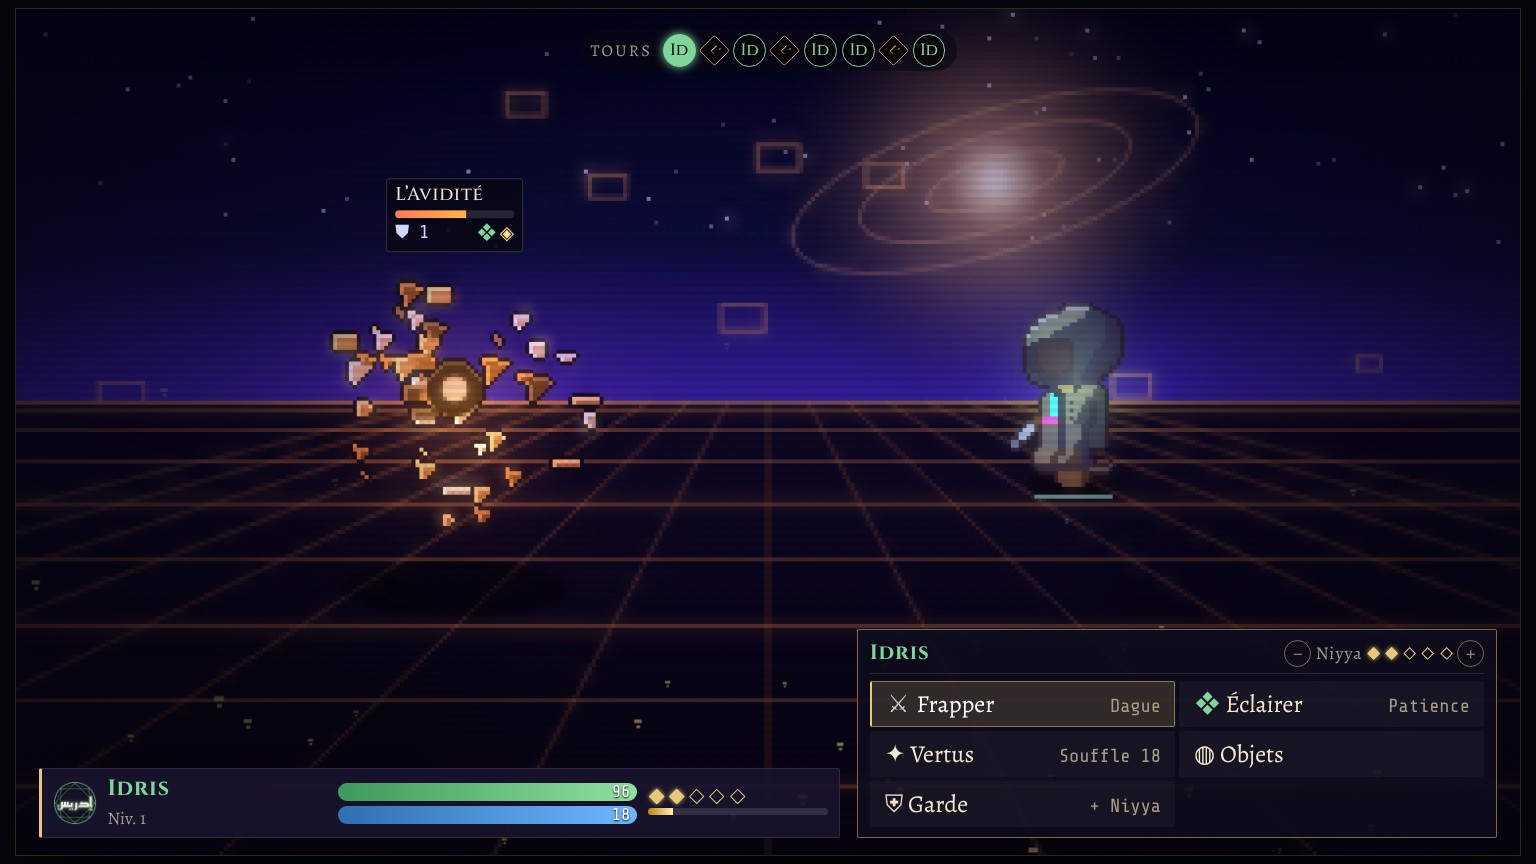 TOURS ID ID ID ID ID
L'AVIDITÉ
1
IDRIS
Niyya
Frapper Dague
Éclairer Patience
Vertus Souffle 18
Objets
Garde + Niyya
إدريس
IDRIS
Niv. 1
96
18